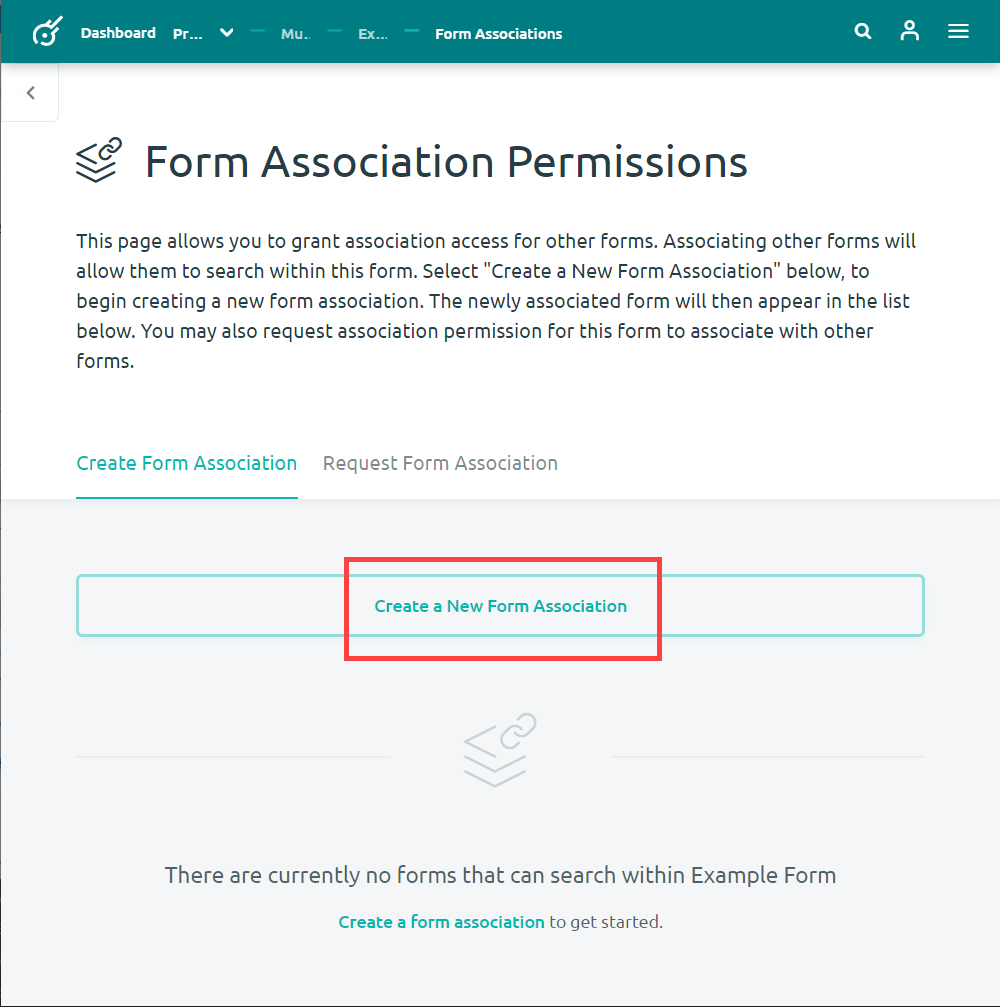 Dashboard Pr... Mu.. Ex... Form Associations
Form Association Permissions
This page allows you to grant association access for other forms. Associating other forms will
allow them to search within this form. Select "Create a New Form Association" below, to
begin creating a new form association. The newly associated form will then appear in the list
below. You may also request association permission for this form to associate with other
forms.
Create Form Association Request Form Association
Create a New Form Association
There are currently no forms that can search within Example Form
Create a form association to get started.